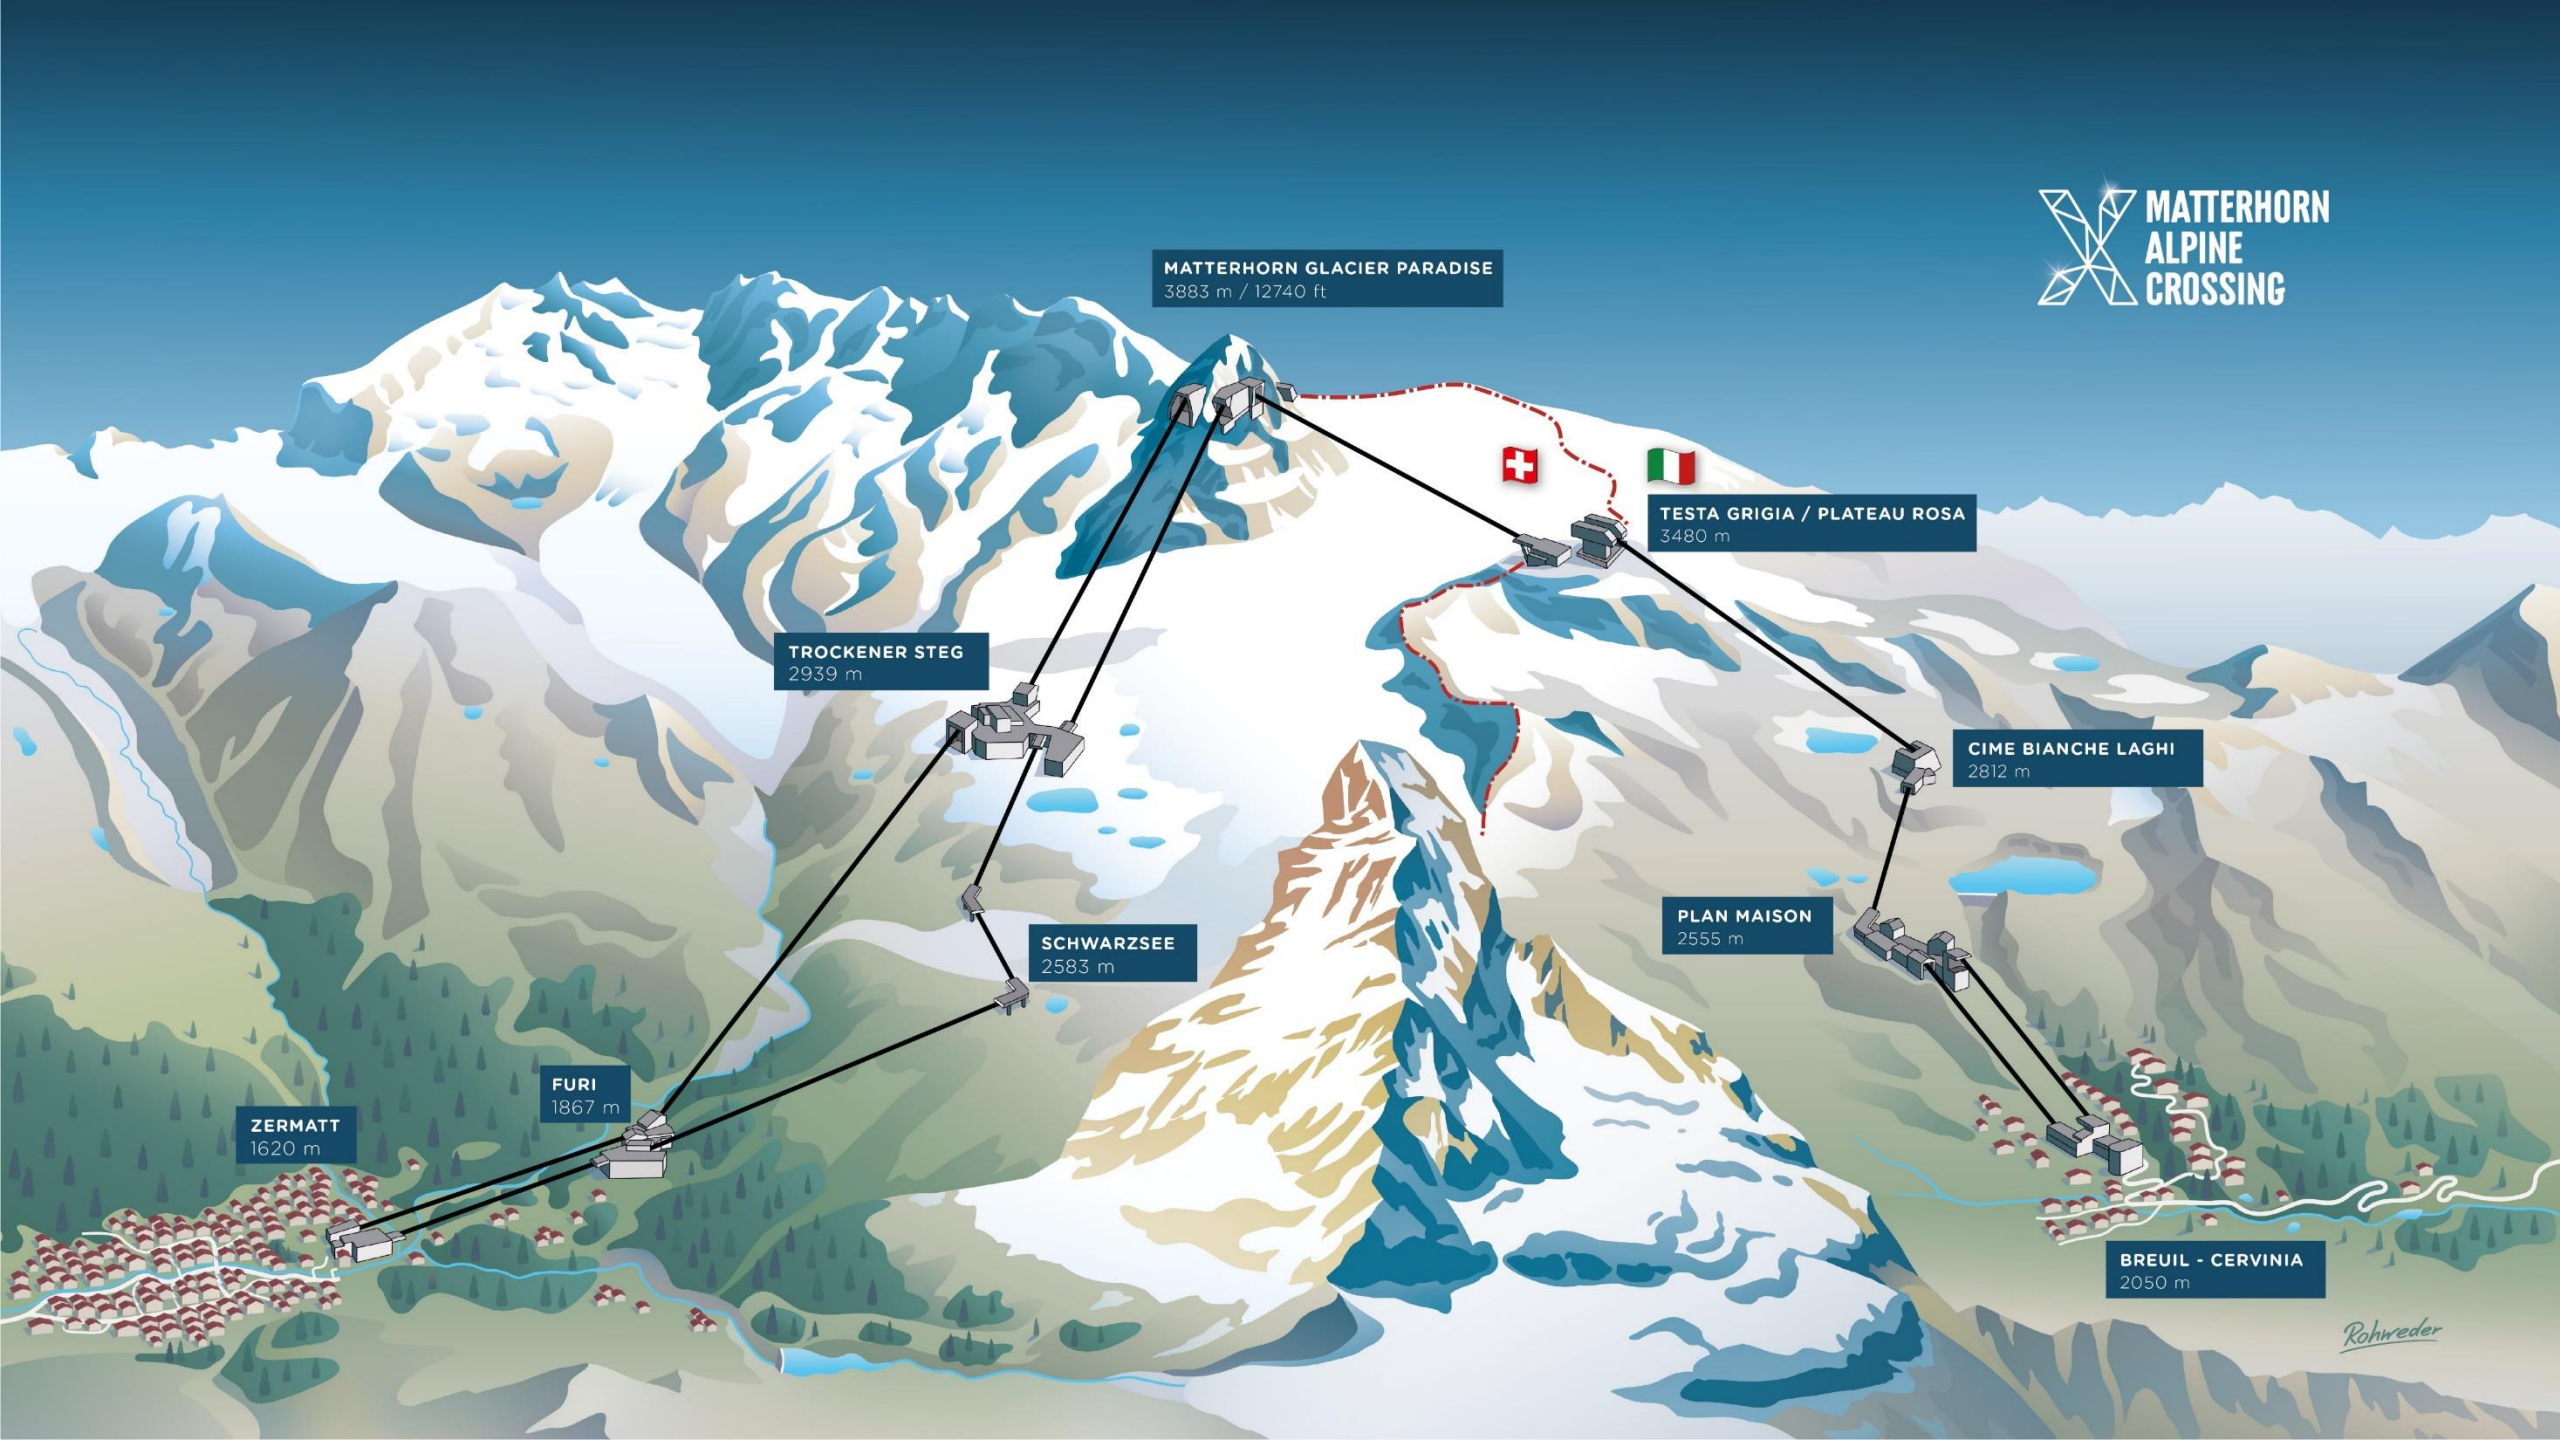 MATTERHORN
ALPINE
CROSSING
MATTERHORN GLACIER PARADISE
3883 m / 12740 ft
TESTA GRIGIA / PLATEAU ROSA
3480 m
TROCKENER STEG
2939 m
CIME BIANCHE LAGHI
2812 m
PLAN MAISON
2555 m
SCHWARZSEE
2583 m
FURI
1867 m
ZERMATT
1620 m
BREUIL - CERVINIA
2050 m
Rohweder